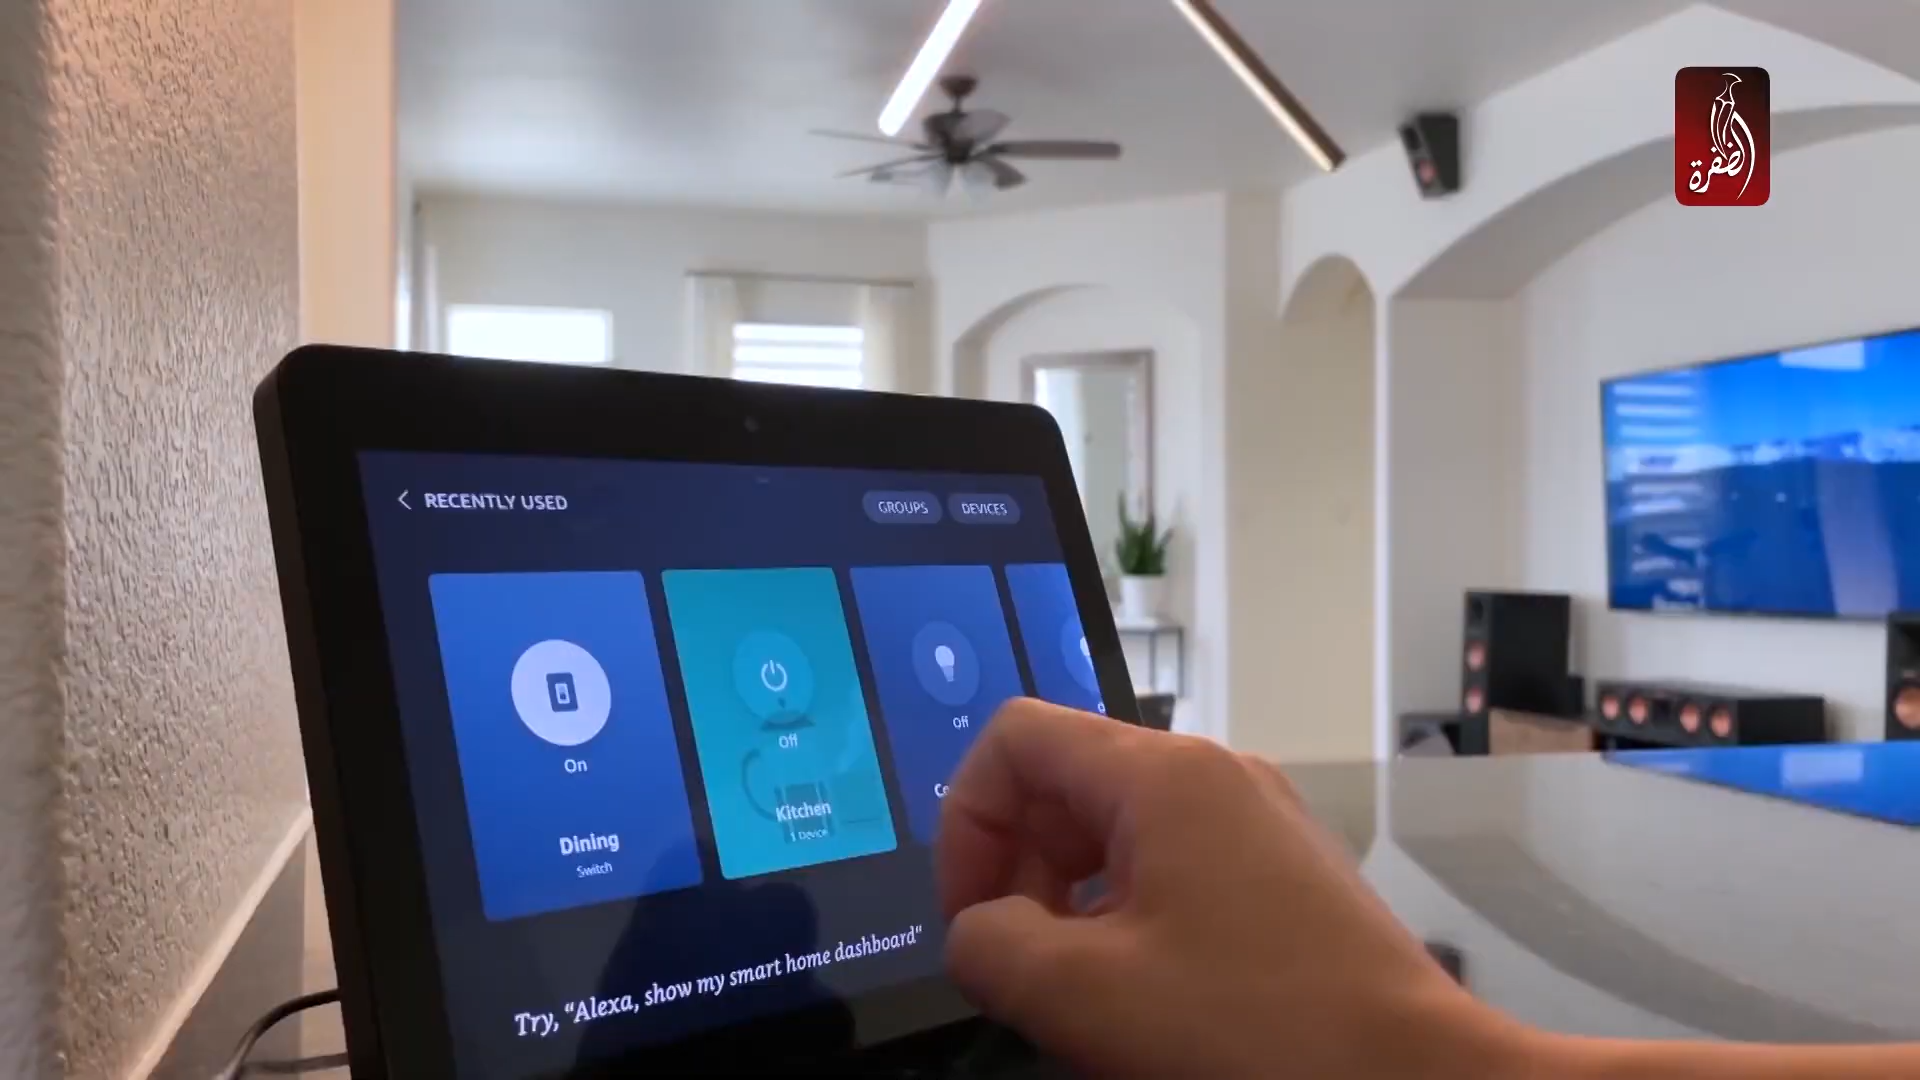 الظفرة
RECENTLY USED
GROUPS
DEVICES
On
Dining
Switch
Off
Kitchen
1 Device
Off
Try, “Alexa, show my smart home dashboard“